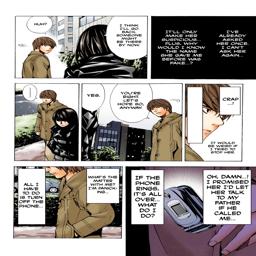 HUH?
I THINK
I'LL GO
BACK.
SOMEONE
MIGHT
BE THERE
BY NOW.
IT'LL ONLY
MAKE HER
SUSPICIOUS...
PLUS, WHY
WOULD I KNOW
THE NAME
SHE GAVE ME
BEFORE WAS
FAKE...?
I'VE
ALREADY
ASKED
HER ONCE.
I CAN'T
ASK HER
AGAIN...
YES.
YOU'RE
RIGHT.
LET'S
HOPE SO,
ANYWAY.
CRAP
...!
IT WOULD
BE WEIRD IF
I TRIED TO
STOP HER.
ALL I
HAVE TO DO
IS TURN
OFF THE
PHONE.
WHAT'S THE
MATTER WITH
ME? I'M
PANICKING.
IF THE
PHONE
RINGS,
IT'S ALL
OVER...
WHAT
DO I
DO?
OH, DAMN...!
I PROMISED
HER I'D LET
HER TALK
TO MY
FATHER
IF HE
CALLED
ME...